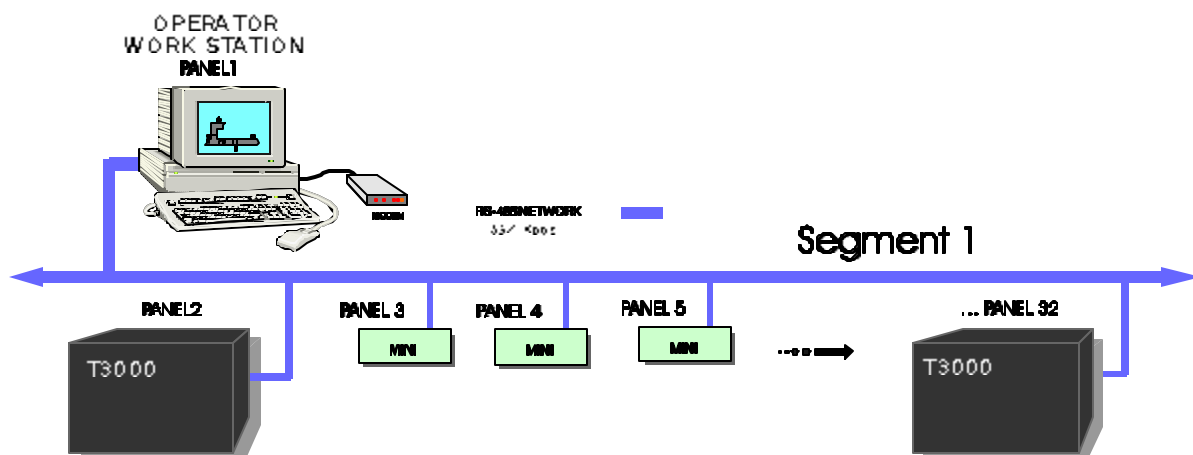 OPERATOR
WORK STATION
PANEL1
MODEM
RS-485 NETWORK
Segment 1
PANEL2
PANEL 3
PANEL 4
PANEL 5
... PANEL 32
T3000
MINI
MINI
MINI
T3000